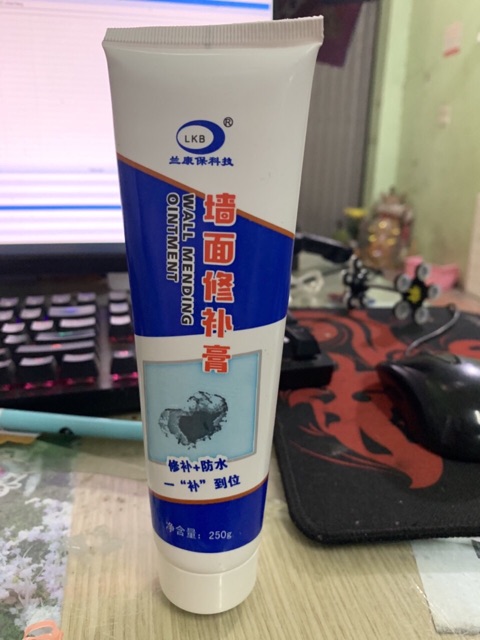 LKB
®
兰康保科技
墙面修补膏
WALL MENDING
OINTMENT
修补+防水
一“补”到位
净含量：250g